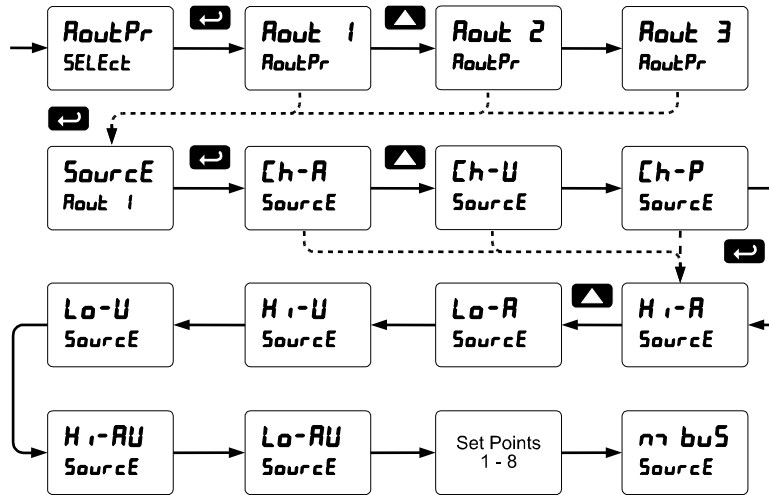 AoutPr
SELEct
Aout 1
AoutPr
Aout 2
AoutPr
Aout 3
AoutPr
SourcE
Aout 1
Ch-A
SourcE
Ch-U
SourcE
Ch-P
SourcE
Lo-U
SourcE
Hi-U
SourcE
Lo-A
SourcE
Hi-A
SourcE
Hi-AU
SourcE
Lo-AU
SourcE
Set Points
1 - 8
m buS
SourcE